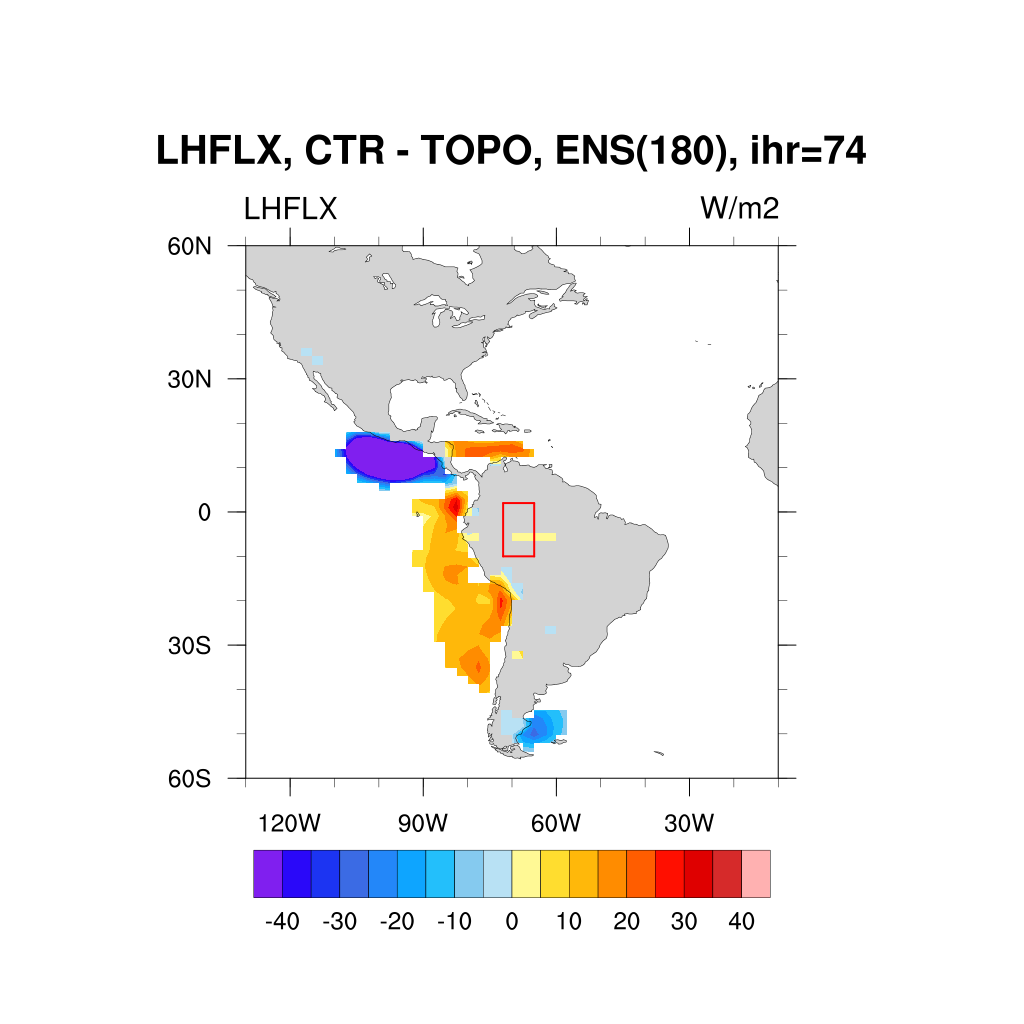 LHFLX, CTR - TOPO, ENS(180), ihr=74
LHFLX W/m2
60N
30N
0
30S
60S
120W 90W 60W 30W
-40 -30 -20 -10 0 10 20 30 40